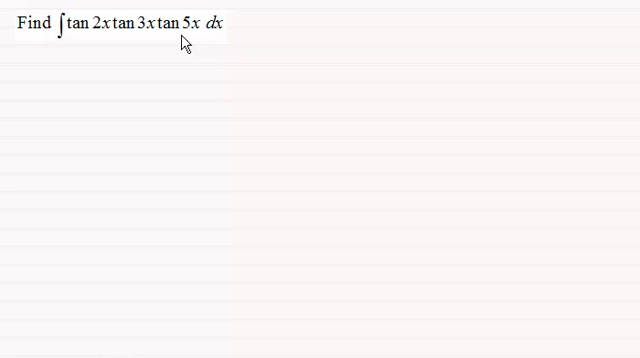 Find ∫tan 2x tan 3x tan 5x dx